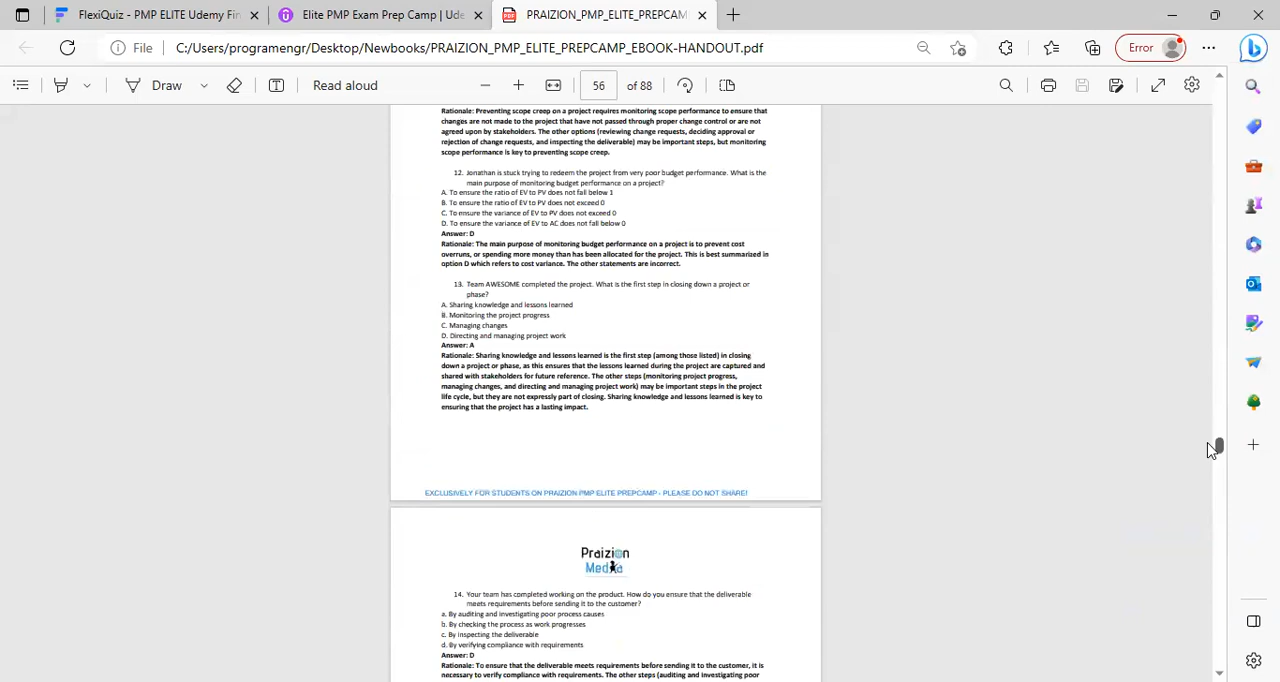 FlexiQuiz - PMP ELITE Udemy Fin
Elite PMP Exam Prep Camp | Ude
PRAIZION_PMP_ELITE_PREPCAM
File
C:/Users/programengr/Desktop/Newbooks/PRAIZION_PMP_ELITE_PREPCAMP_EBOOK-HANDOUT.pdf
Error
Draw
Read aloud
56 of 88
Rationale: Preventing scope creep on a project requires monitoring scope performance to ensure that
changes are not made to the project that have not passed through proper change control or are not
agreed upon by stakeholders. The other options (reviewing change requests, deciding approval or
rejection of change requests, and inspecting the deliverable) may be important steps, but monitoring
scope performance is key to preventing scope creep.
12. Jonathan is stuck trying to redeem the project from very poor budget performance. What is the
main purpose of monitoring budget performance on a project?
A. To ensure the ratio of EV to PV does not fall below 1
B. To ensure the ratio of EV to PV does not exceed 0
C. To ensure the variance of EV to PV does not exceed 0
D. To ensure the variance of EV to AC does not fall below 0
Answer: D
Rationale: The main purpose of monitoring budget performance on a project is to prevent cost
overruns, or spending more money than has been allocated for the project. This is best summarized in
option D which refers to cost variance. The other statements are incorrect.
13. Team AWESOME completed the project. What is the first step in closing down a project or
phase?
A. Sharing knowledge and lessons learned
B. Monitoring the project progress
C. Managing changes
D. Directing and managing project work
Answer: A
Rationale: Sharing knowledge and lessons learned is the first step (among those listed) in closing
down a project or phase, as this ensures that the lessons learned during the project are captured and
shared with stakeholders for future reference. The other steps (monitoring project progress,
managing changes, and directing and managing project work) may be important steps in the project
life cycle, but they are not expressly part of closing. Sharing knowledge and lessons learned is key to
ensuring that the project has a lasting impact.
EXCLUSIVELY FOR STUDENTS ON PRAIZION PMP ELITE PREPCAMP - PLEASE DO NOT SHARE!
Praizion
Media
14. Your team has completed working on the product. How do you ensure that the deliverable
meets requirements before sending it to the customer?
a. By auditing and investigating poor process causes
b. By checking the process as work progresses
c. By inspecting the deliverable
d. By verifying compliance with requirements
Answer: D
Rationale: To ensure that the deliverable meets requirements before sending it to the customer, it is
necessary to verify compliance with requirements. The other steps (auditing and investigating poor